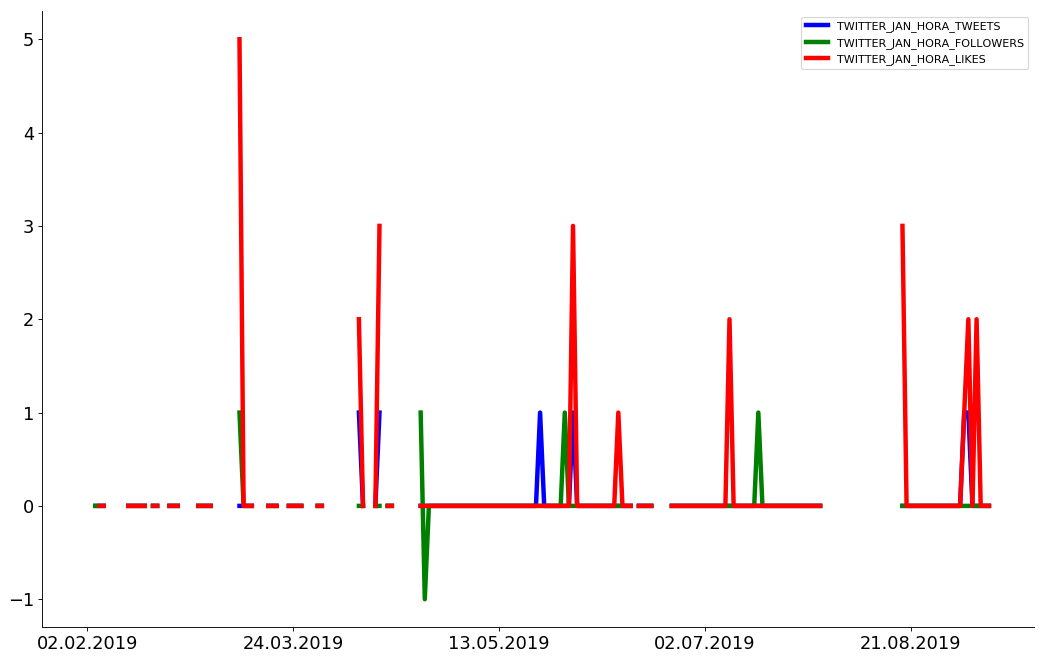 TWITTER_JAN_HORA_TWEETS
TWITTER_JAN_HORA_FOLLOWERS
TWITTER_JAN_HORA_LIKES
5
4
3
2
1
0
−1
02.02.2019 24.03.2019 13.05.2019 02.07.2019 21.08.2019